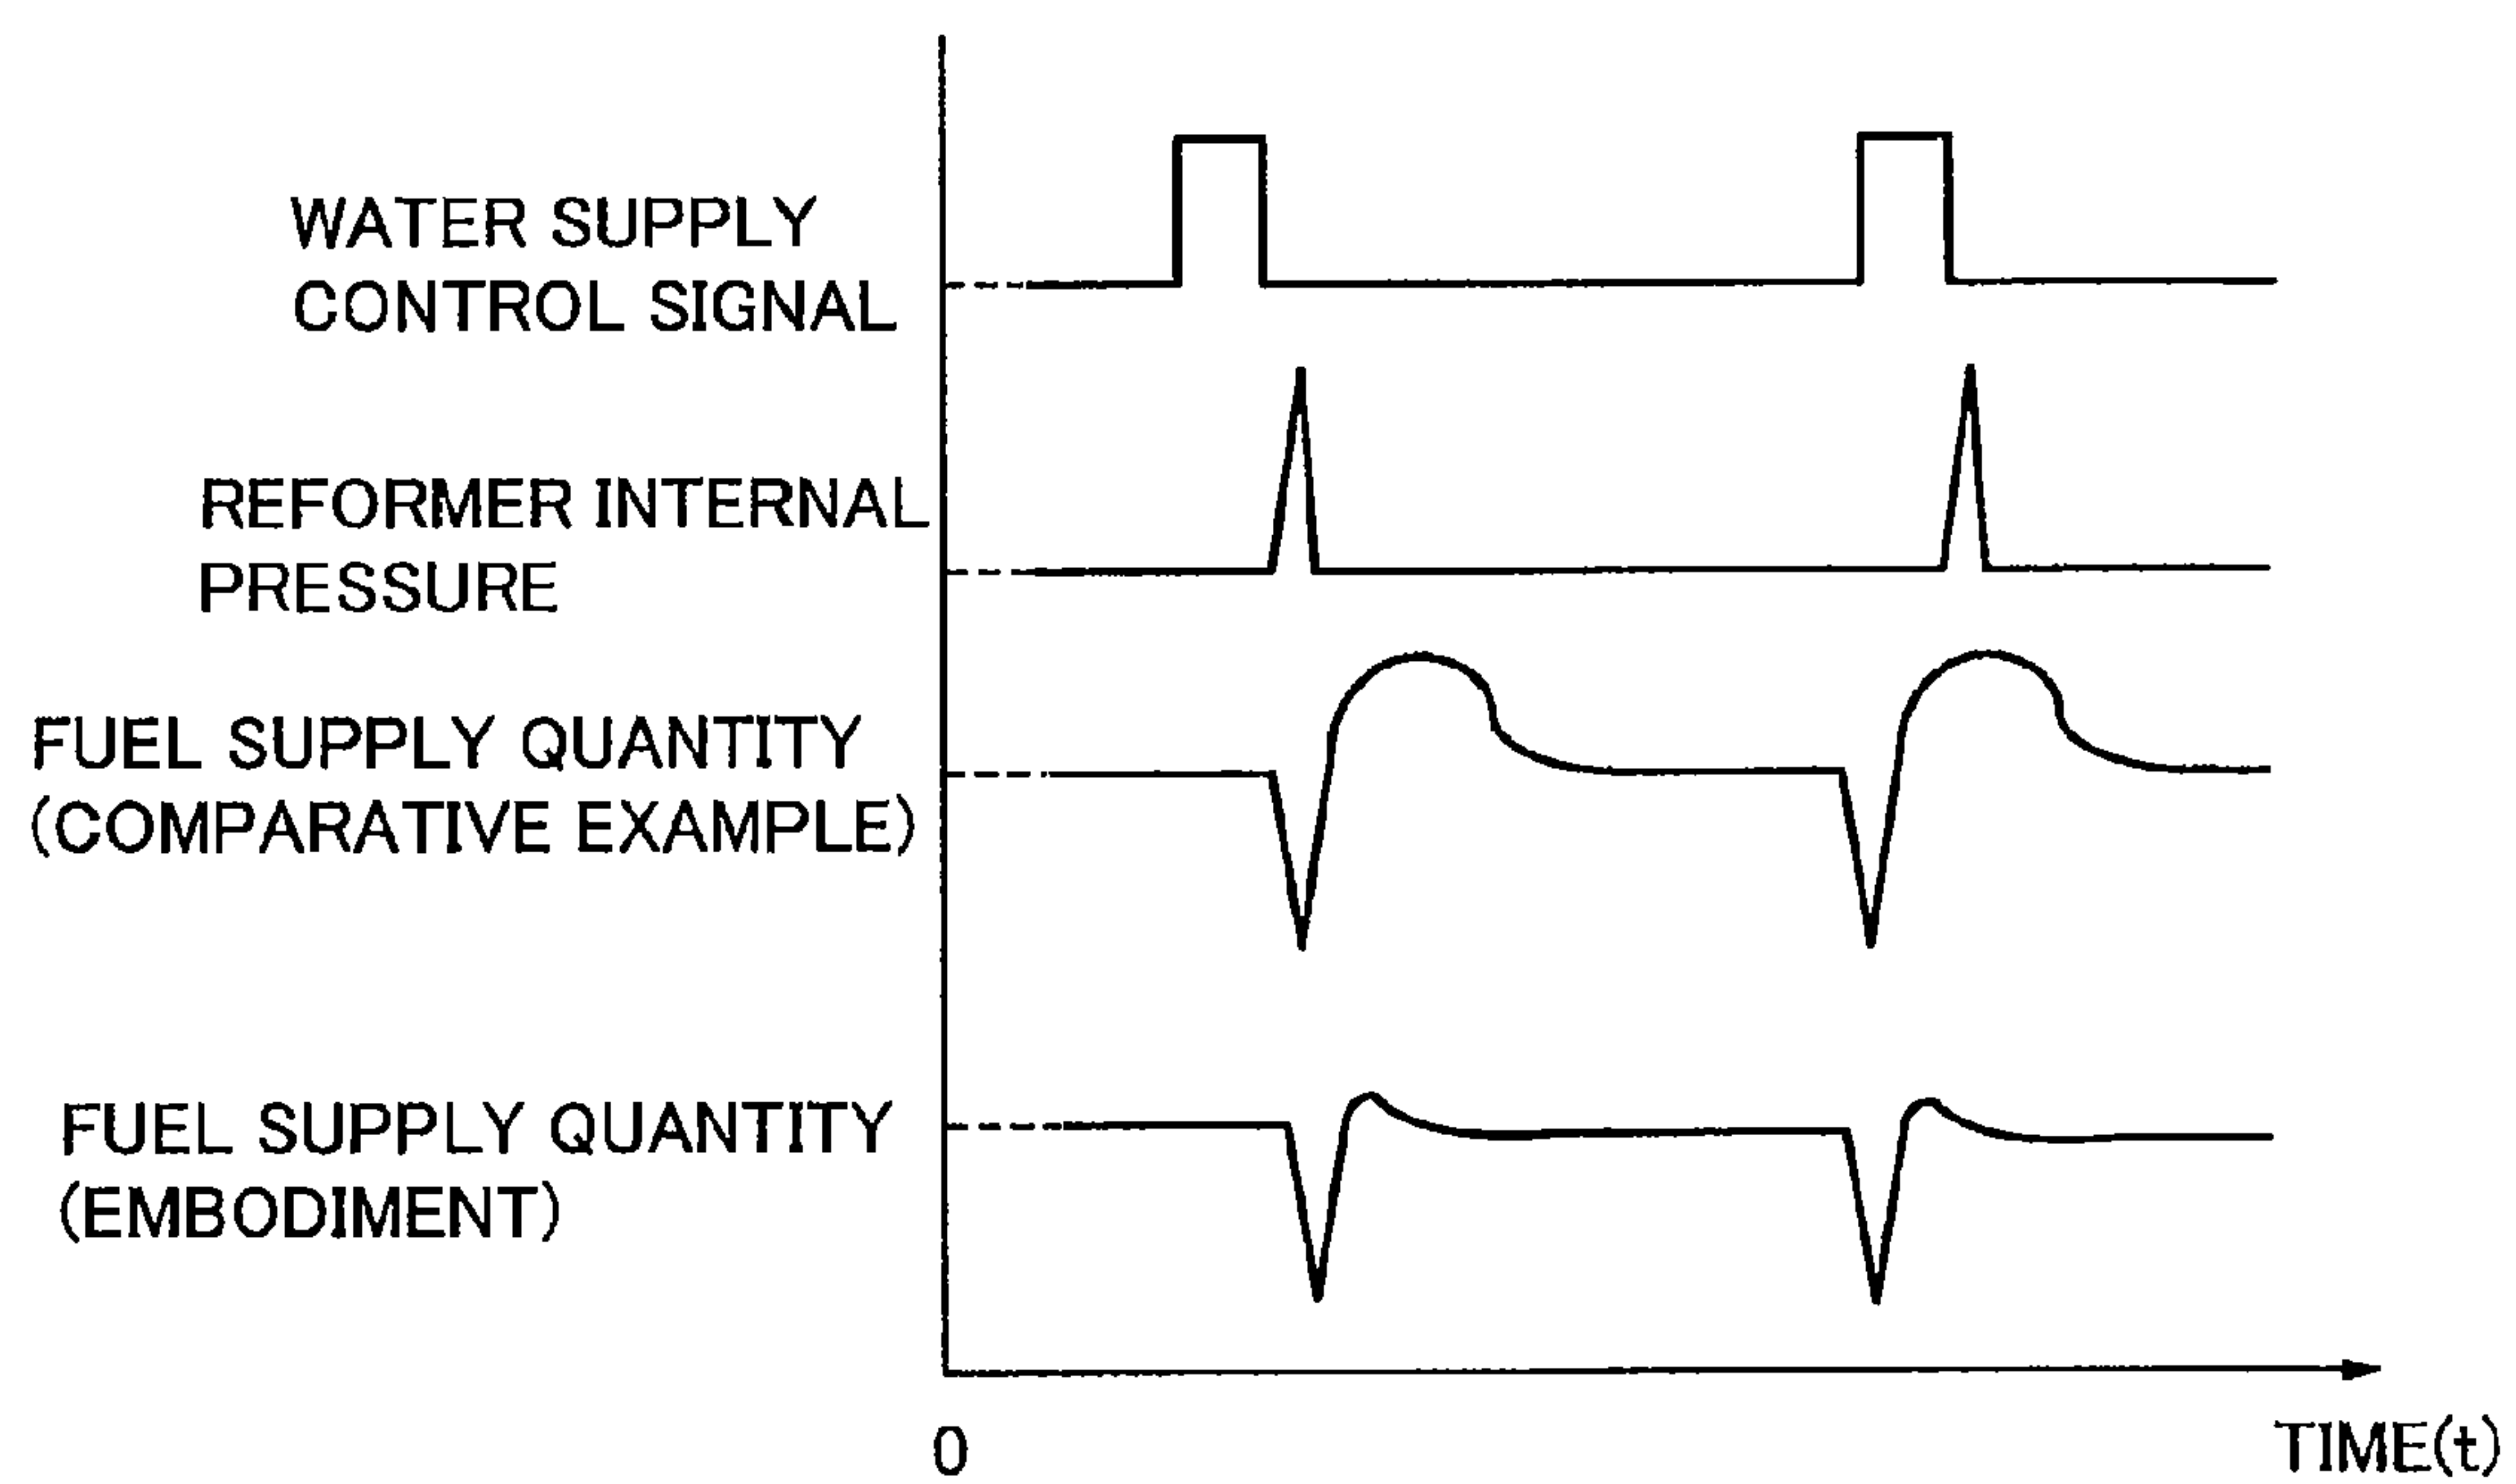 WATER SUPPLY
CONTROL SIGNAL
REFORMER INTERNAL
PRESSURE
FUEL SUPPLY QUANTITY
(COMPARATIVE EXAMPLE)
FUEL SUPPLY QUANTITY
(EMBODIMENT)
0
TIME(t)